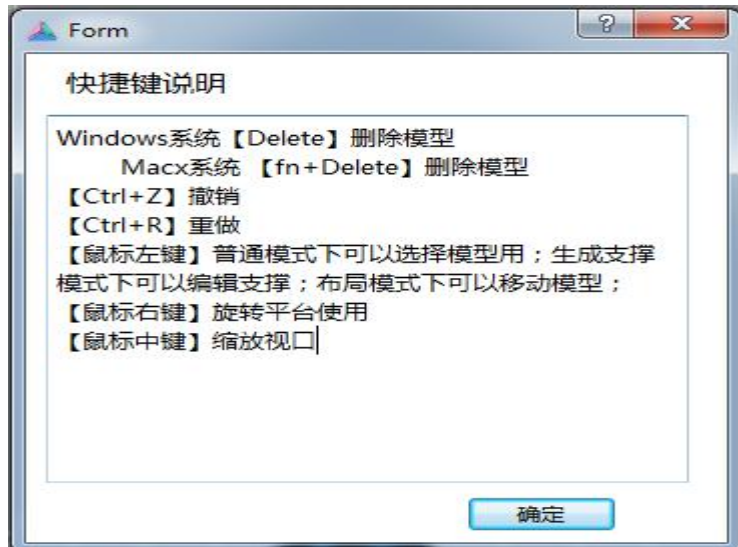 Form
快捷键说明
Windows系统【Delete】删除模型
Macx系统 【fn+Delete】删除模型
【Ctrl+Z】撤销
【Ctrl+R】重做
【鼠标左键】普通模式下可以选择模型用；生成支撑
模式下可以编辑支撑；布局模式下可以移动模型；
【鼠标右键】旋转平台使用
【鼠标中键】缩放视口
确定